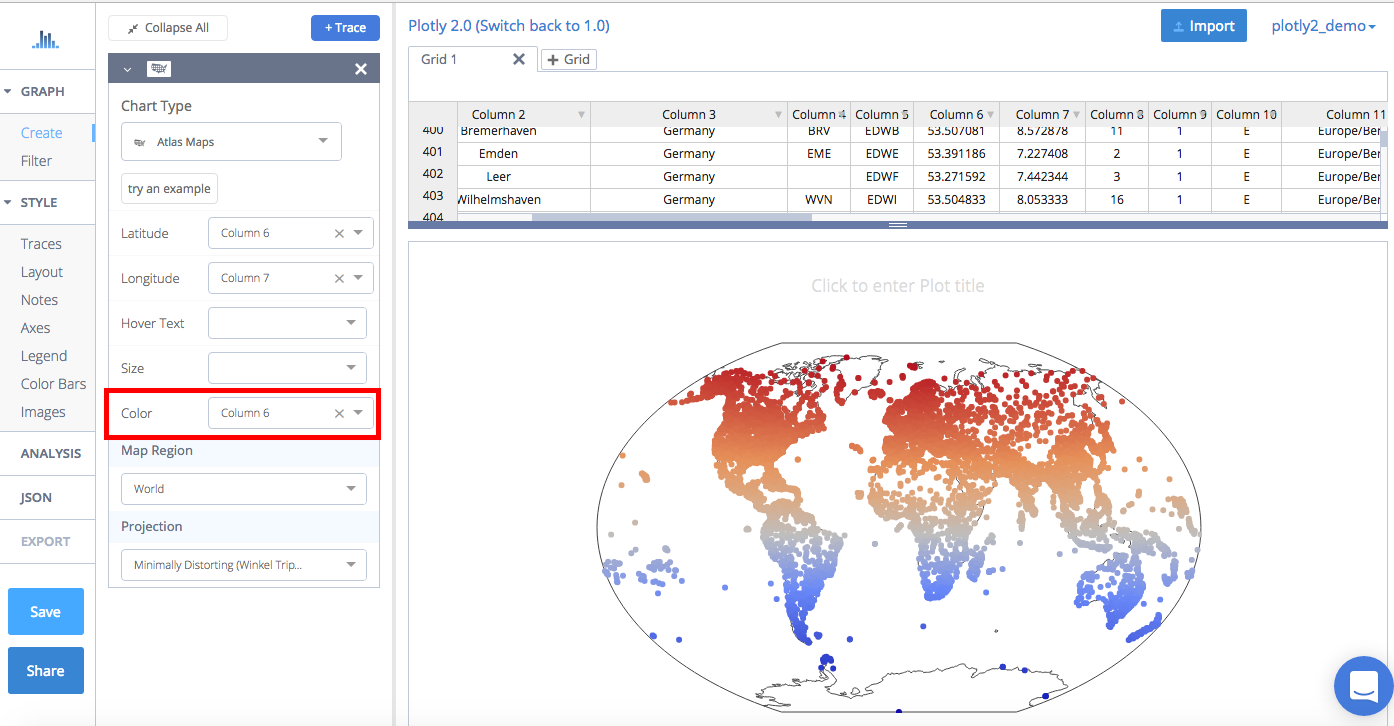 GRAPH
Create
Filter
STYLE
Traces
Layout
Notes
Axes
Legend
Color Bars
Images
ANALYSIS
JSON
EXPORT
Save
Share
Collapse All
+ Trace
Chart Type
Atlas Maps
try an example
Latitude Column 6
Longitude Column 7
Hover Text
Size
Color Column 6
Map Region
World
Projection
Minimally Distorting (Winkel Trip...
Plotly 2.0 (Switch back to 1.0)
Import
plotly2_demo
Grid 1
+ Grid
Column 2 Column 3 Column 4 Column 5 Column 6 Column 7 Column 8 Column 9 Column 10 Column 11
400 Bremerhaven Germany BRV EDWB 53.507081 8.572878 11 1 E Europe/Ber
401 Emden Germany EME EDWE 53.391186 7.227408 2 1 E Europe/Ber
402 Leer Germany EDWF 53.271592 7.442344 3 1 E Europe/Ber
403 Wilhelmshaven Germany WVN EDWI 53.504833 8.053333 16 1 E Europe/Ber
404
Click to enter Plot title